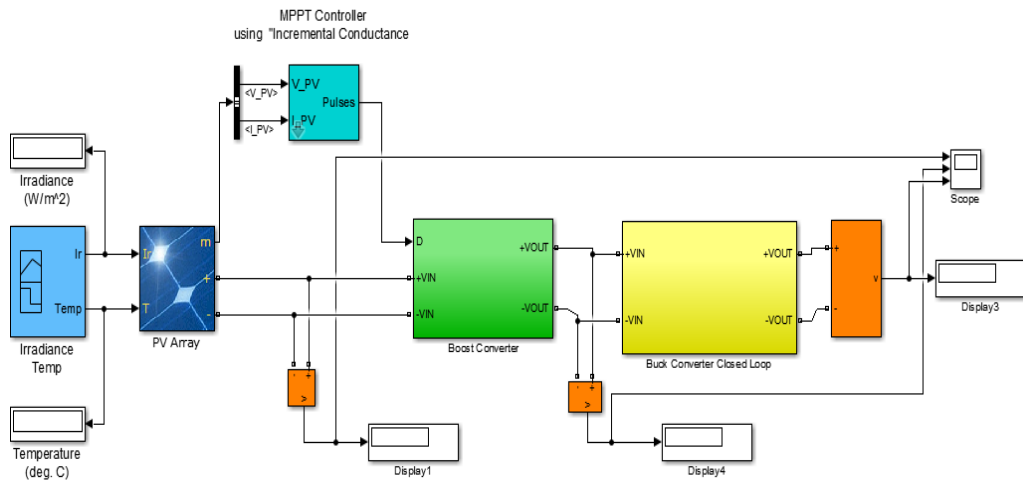 MPPT Controller
using "Incremental Conductance
V_PV
<V_PV>
Pulses
I_PV
<I_PV>
Irradiance
(W/m^2)
Scope
Ir
Ir
m
D
+VOUT
+VIN
+VOUT
+
+VIN
+
v
Temp
T
-
-VIN
-VOUT
-VIN
-VOUT
-
Display3
PV Array
Boost Converter
Buck Converter Closed Loop
Irradiance
Temp
- +
v
- +
v
Temperature
(deg. C)
Display1
Display4